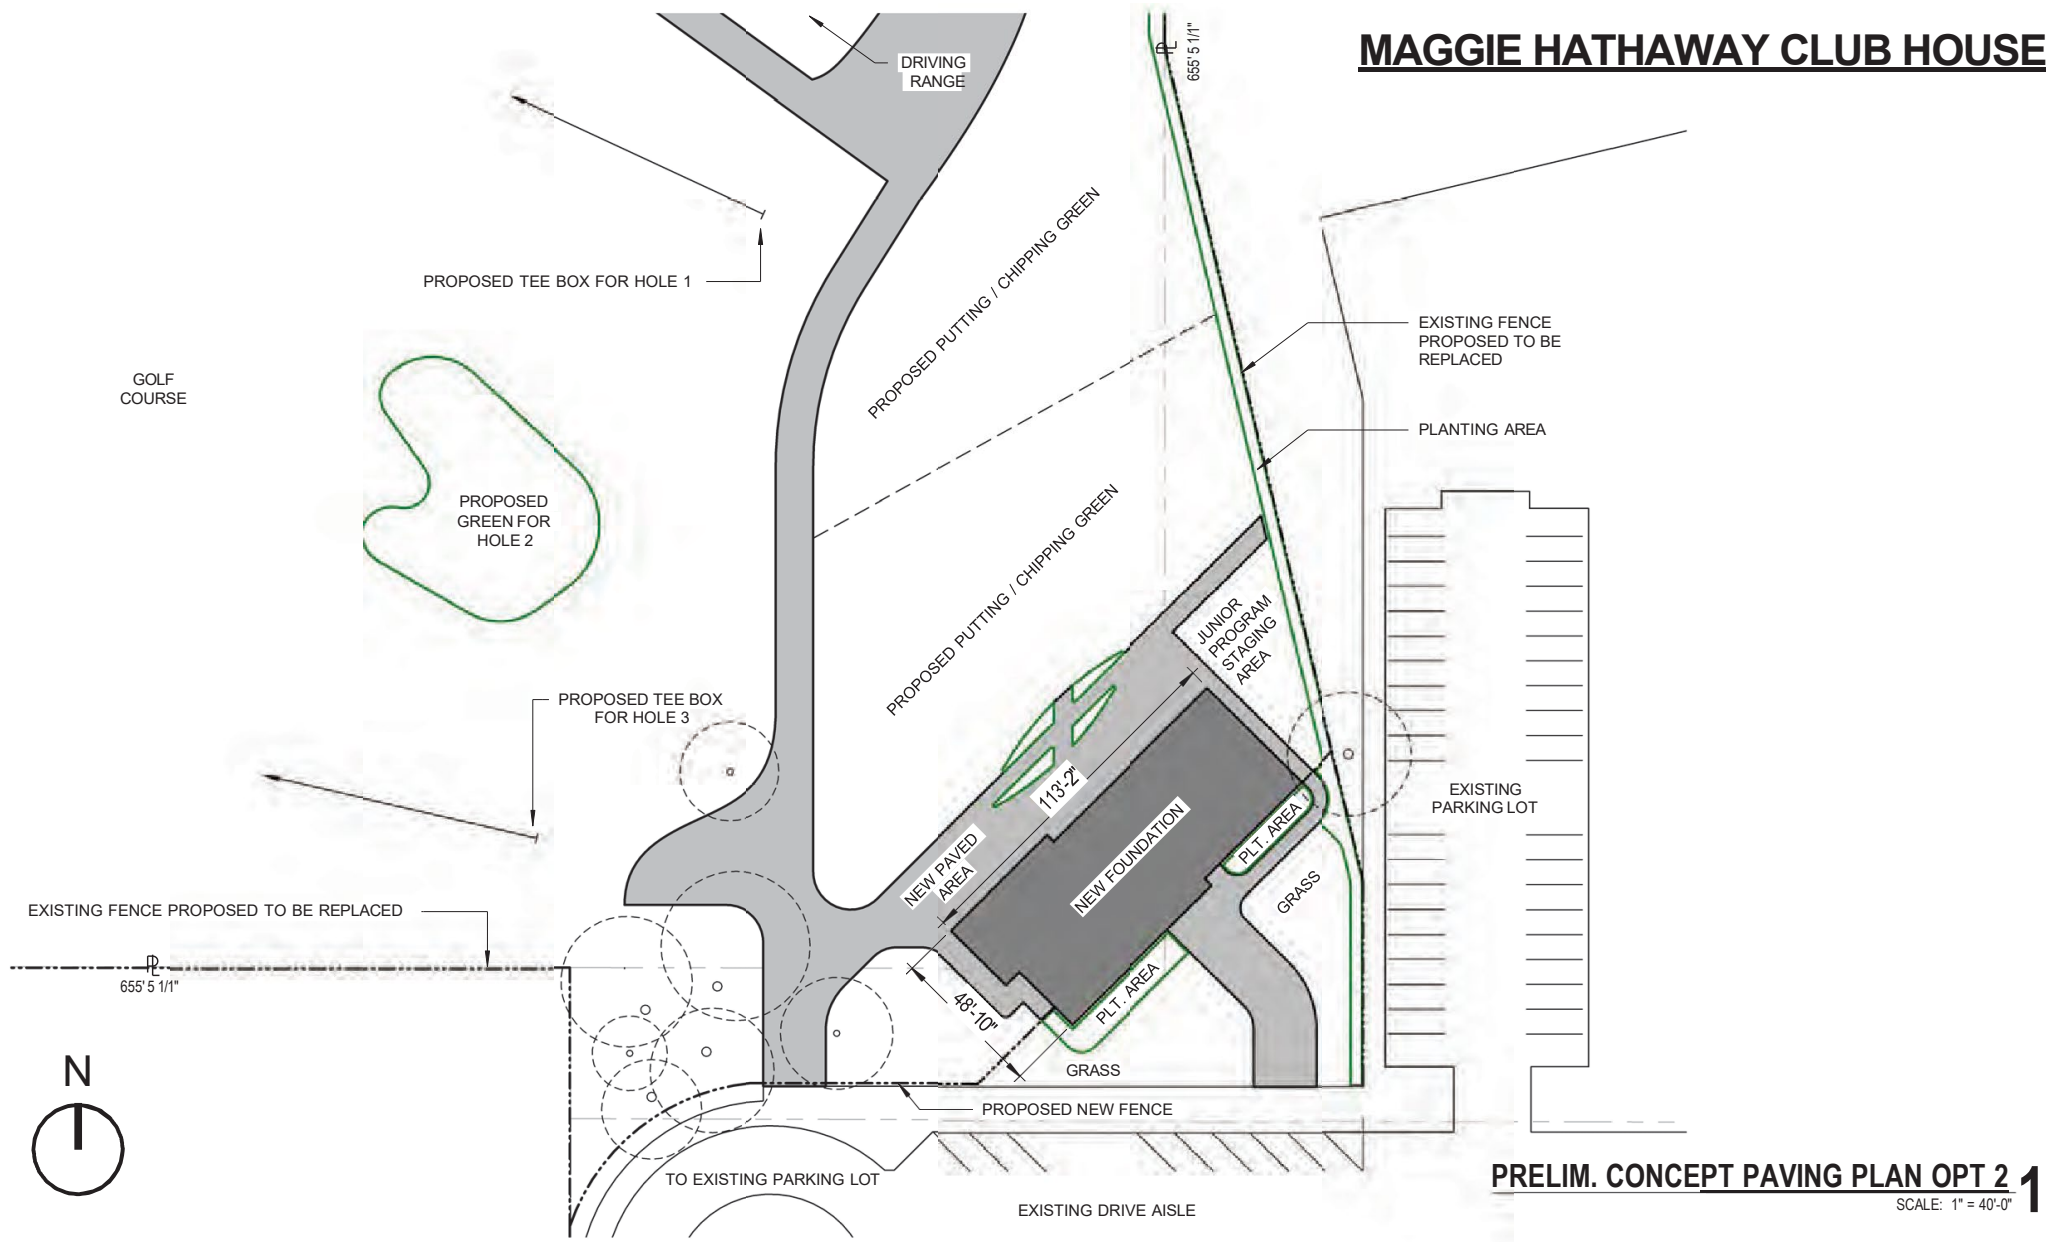 MAGGIE HATHAWAY CLUB HOUSE
DRIVING
RANGE
655' 5 1/1"
PL
PROPOSED PUTTING / CHIPPING GREEN
PROPOSED TEE BOX FOR HOLE 1
EXISTING FENCE
PROPOSED TO BE
REPLACED
GOLF
COURSE
PLANTING AREA
PROPOSED
GREEN FOR
HOLE 2
PROPOSED PUTTING / CHIPPING GREEN
JUNIOR
PROGRAM
STAGING
AREA
PROPOSED TEE BOX
FOR HOLE 3
113'-2"
EXISTING
PARKING LOT
PLT. AREA
NEW FOUNDATION
NEW PAVED
AREA
GRASS
EXISTING FENCE PROPOSED TO BE REPLACED
PL
655' 5 1/1"
PLT. AREA
48'-10"
GRASS
N
PROPOSED NEW FENCE
TO EXISTING PARKING LOT
EXISTING DRIVE AISLE
PRELIM. CONCEPT PAVING PLAN OPT 2
1
SCALE: 1" = 40'-0"